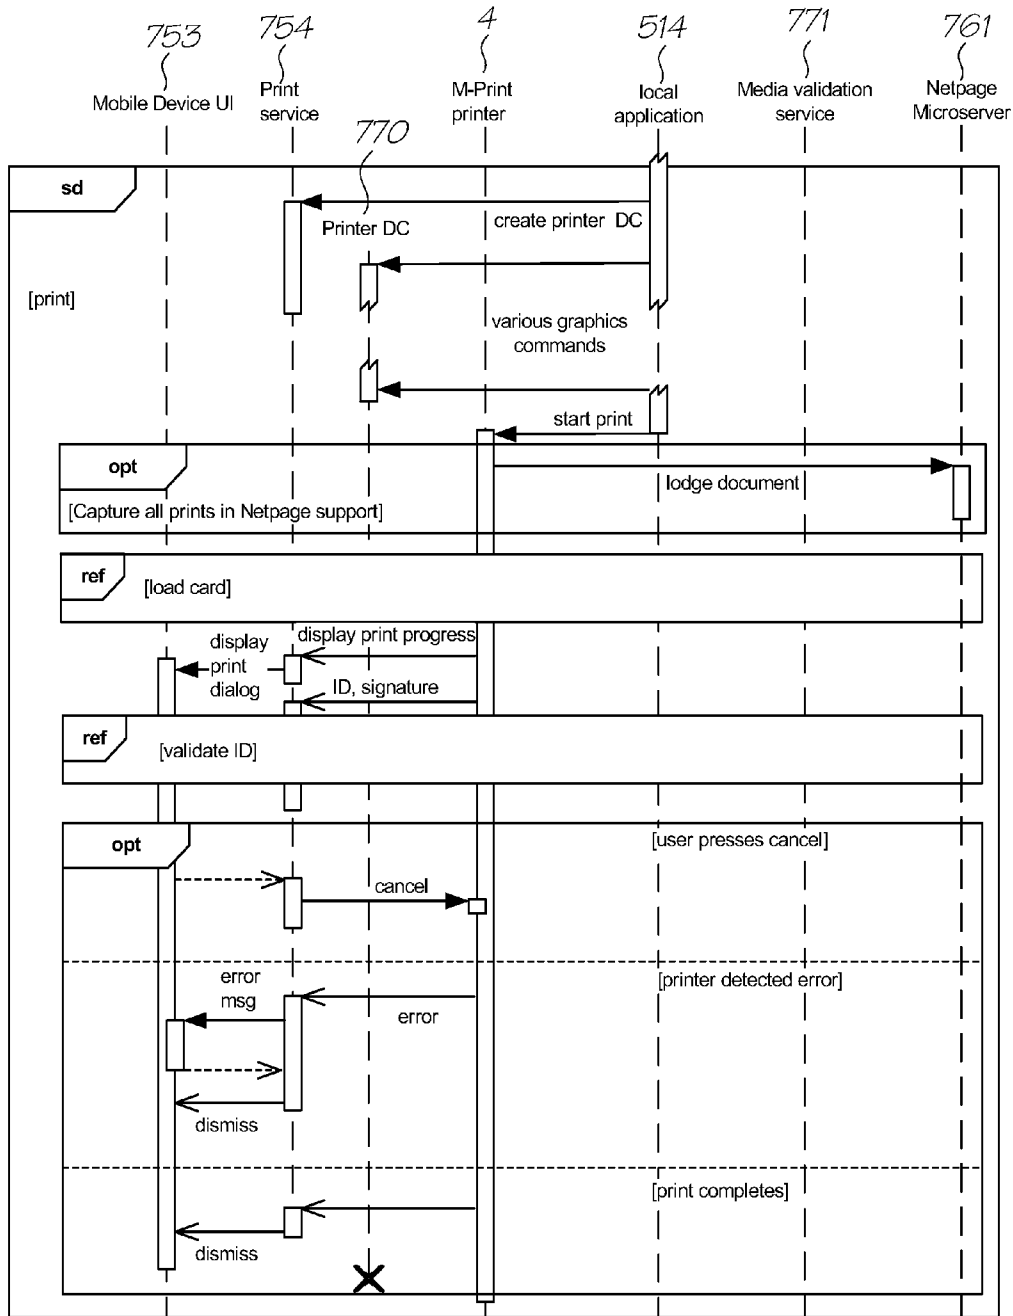 753
754
4
514
771
761
Mobile Device UI
Print
service
M-Print
printer
local
application
Media validation
service
Netpage
Microserver
770
sd
Printer DC
create printer DC
[print]
various graphics
commands
start print
opt
lodge document
[Capture all prints in Netpage support]
ref
[load card]
display print progress
display
print
dialog
ID, signature
ref
[validate ID]
opt
[user presses cancel]
cancel
[printer detected error]
error
msg
error
dismiss
[print completes]
dismiss